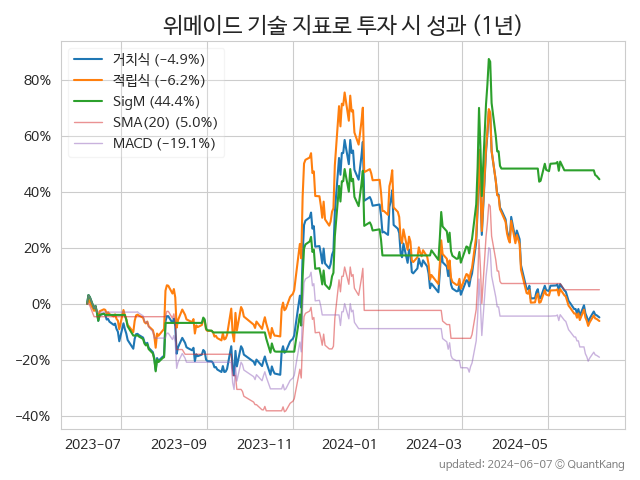 위메이드 기술 지표로 투자 시 성과 (1년)
거치식 (−4.9%)
적립식 (−6.2%)
SigM (44.4%)
SMA(20) (5.0%)
MACD (−19.1%)
80%
60%
40%
20%
0%
−20%
−40%
2023-07
2023-09
2023-11
2024-01
2024-03
2024-05
updated: 2024-06-07 © QuantKang